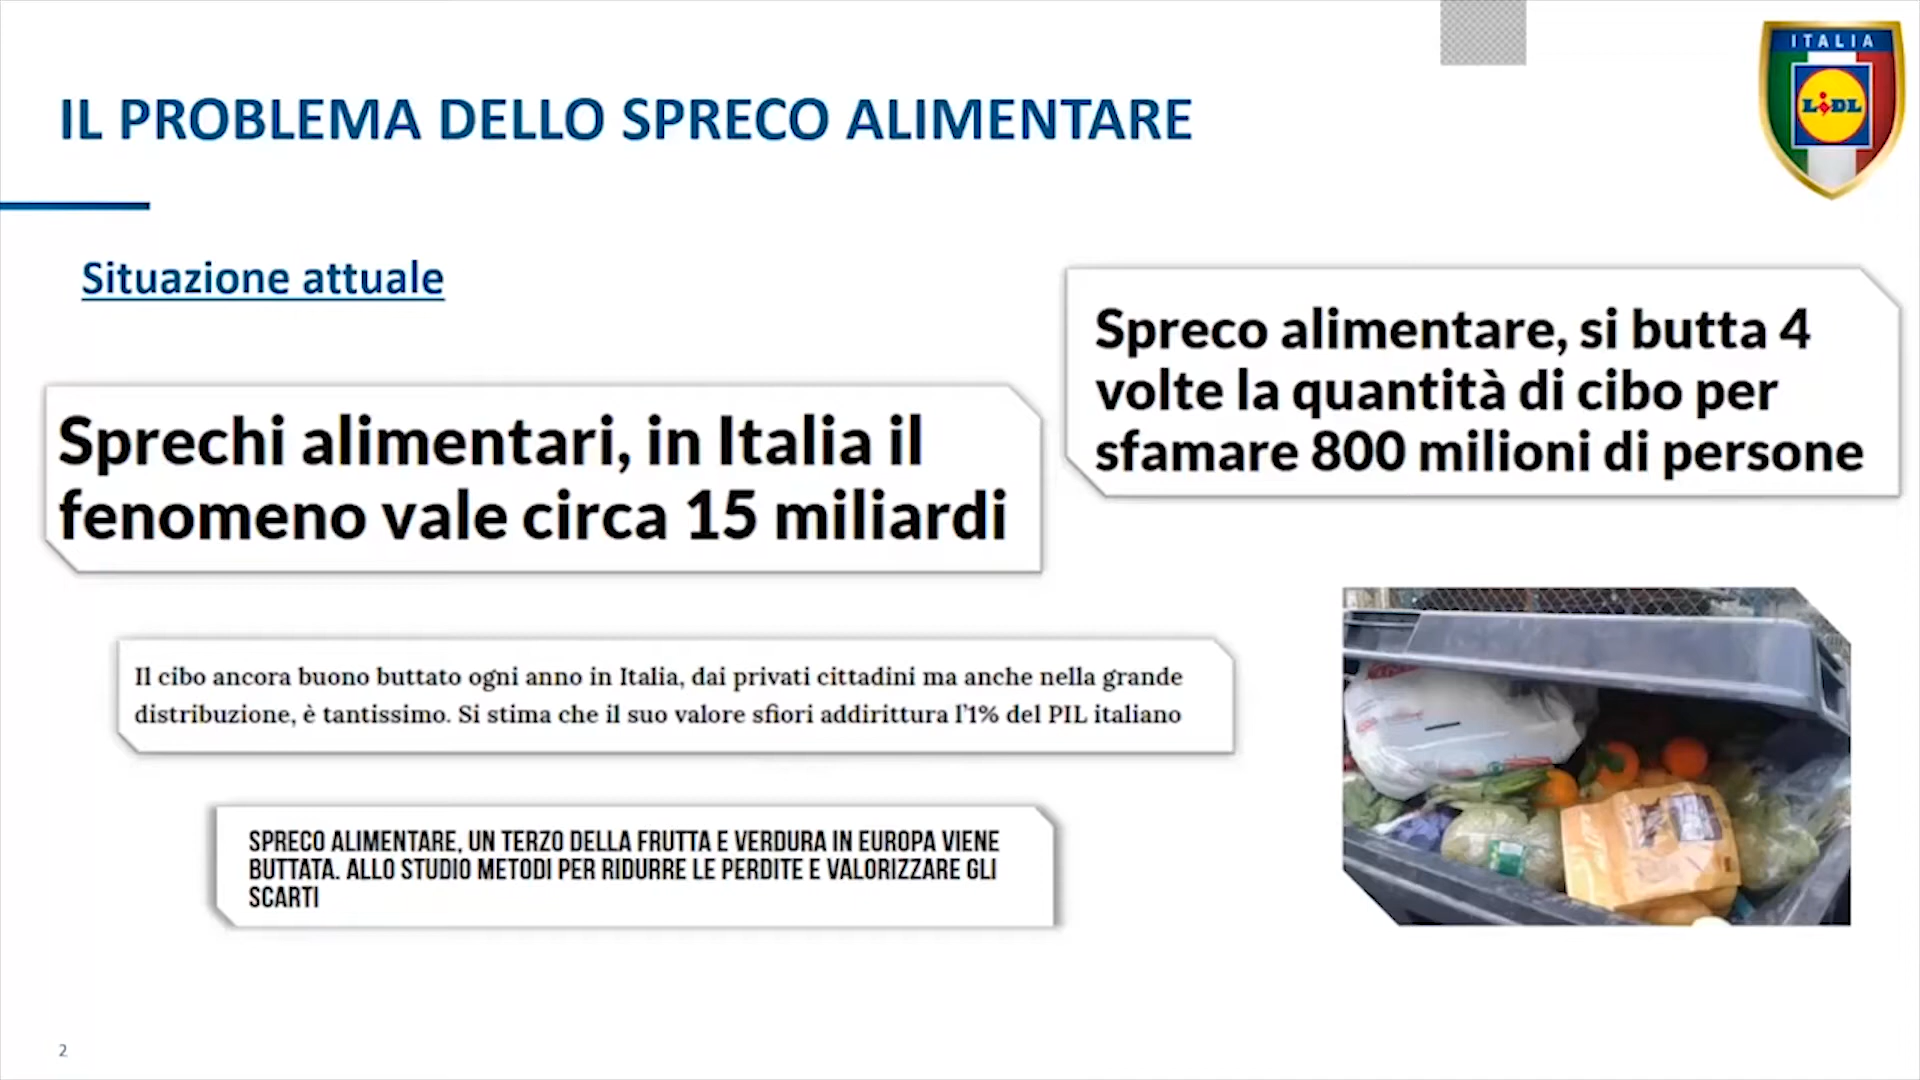 ITALIA
LIDL
IL PROBLEMA DELLO SPRECO ALIMENTARE
Situazione attuale
Spreco alimentare, si butta 4
volte la quantità di cibo per
sfamare 800 milioni di persone
Sprechi alimentari, in Italia il
fenomeno vale circa 15 miliardi
Il cibo ancora buono buttato ogni anno in Italia, dai privati cittadini ma anche nella grande
distribuzione, è tantissimo. Si stima che il suo valore sfiori addirittura l'1% del PIL italiano
SPRECO ALIMENTARE, UN TERZO DELLA FRUTTA E VERDURA IN EUROPA VIENE
BUTTATA. ALLO STUDIO METODI PER RIDURRE LE PERDITE E VALORIZZARE GLI
SCARTI
2